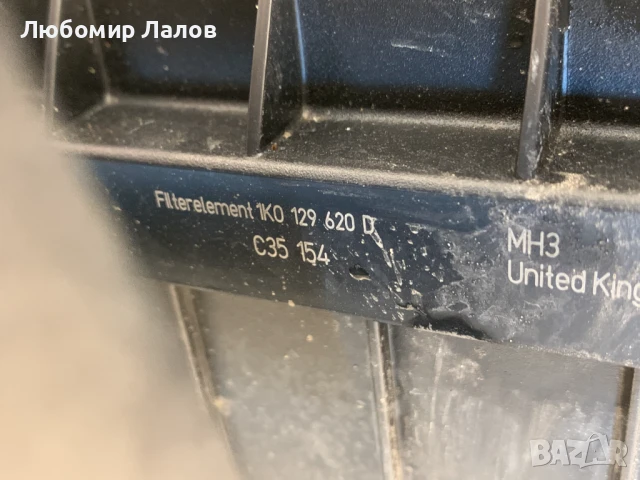 Любомир Лалов
Filterelement 1K0 129 620 D
C35 154
MH3
United King
BAZAR